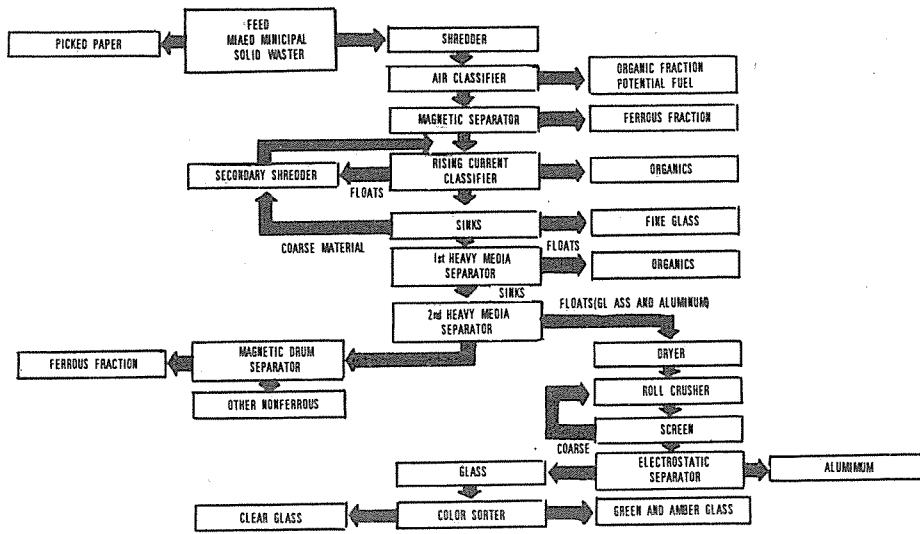 FEED
MIAED MINICIPAL
SOLID WASTER
PICKED PAPER
SHREDDER
AIR CLASSIFIER
ORGANIC FRACTION
POTENTIAL FUEL
MAGNETIC SEPARATOR
FERROUS FRACTION
SECONDARY SHREDDER
RISING CURRENT
CLASSIFIER
ORGANICS
FLOATS
SINKS
FINE GLASS
COARSE MATERIAL
FLOATS
1st HEAVY MEDIA
SEPARATOR
ORGANICS
SINKS
2nd HEAVY MEDIA
SEPARATOR
FLOATS(GL ASS AND ALUMINUM)
FERROUS FRACTION
MAGNETIC DRUM
SEPARATOR
DRYER
OTHER NONFERROUS
ROLL CRUSHER
SCREEN
COARSE
GLASS
ELECTROSTATIC
SEPARATOR
ALUMIMUM
CLEAR GLASS
COLOR SORTER
GREEN AND AMBER GLASS